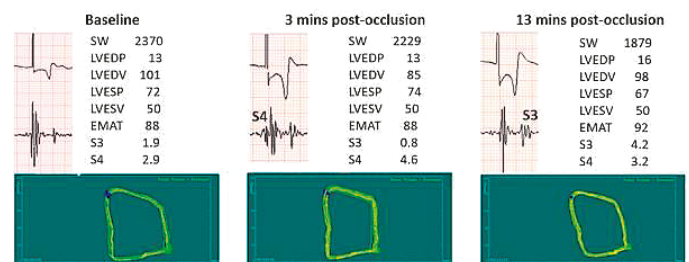 Baseline
SW 2370
LVEDP 13
LVEDV 101
LVESP 72
LVESV 50
EMAT 88
S3 1.9
S4 2.9
3 mins post-occlusion
SW 2229
LVEDP 13
LVEDV 85
LVESP 74
LVESV 50
EMAT 88
S3 0.8
S4 4.6
S4
13 mins post-occlusion
SW 1879
LVEDP 16
LVEDV 98
LVESP 67
LVESV 50
EMAT 92
S3 4.2
S4 3.2
S3